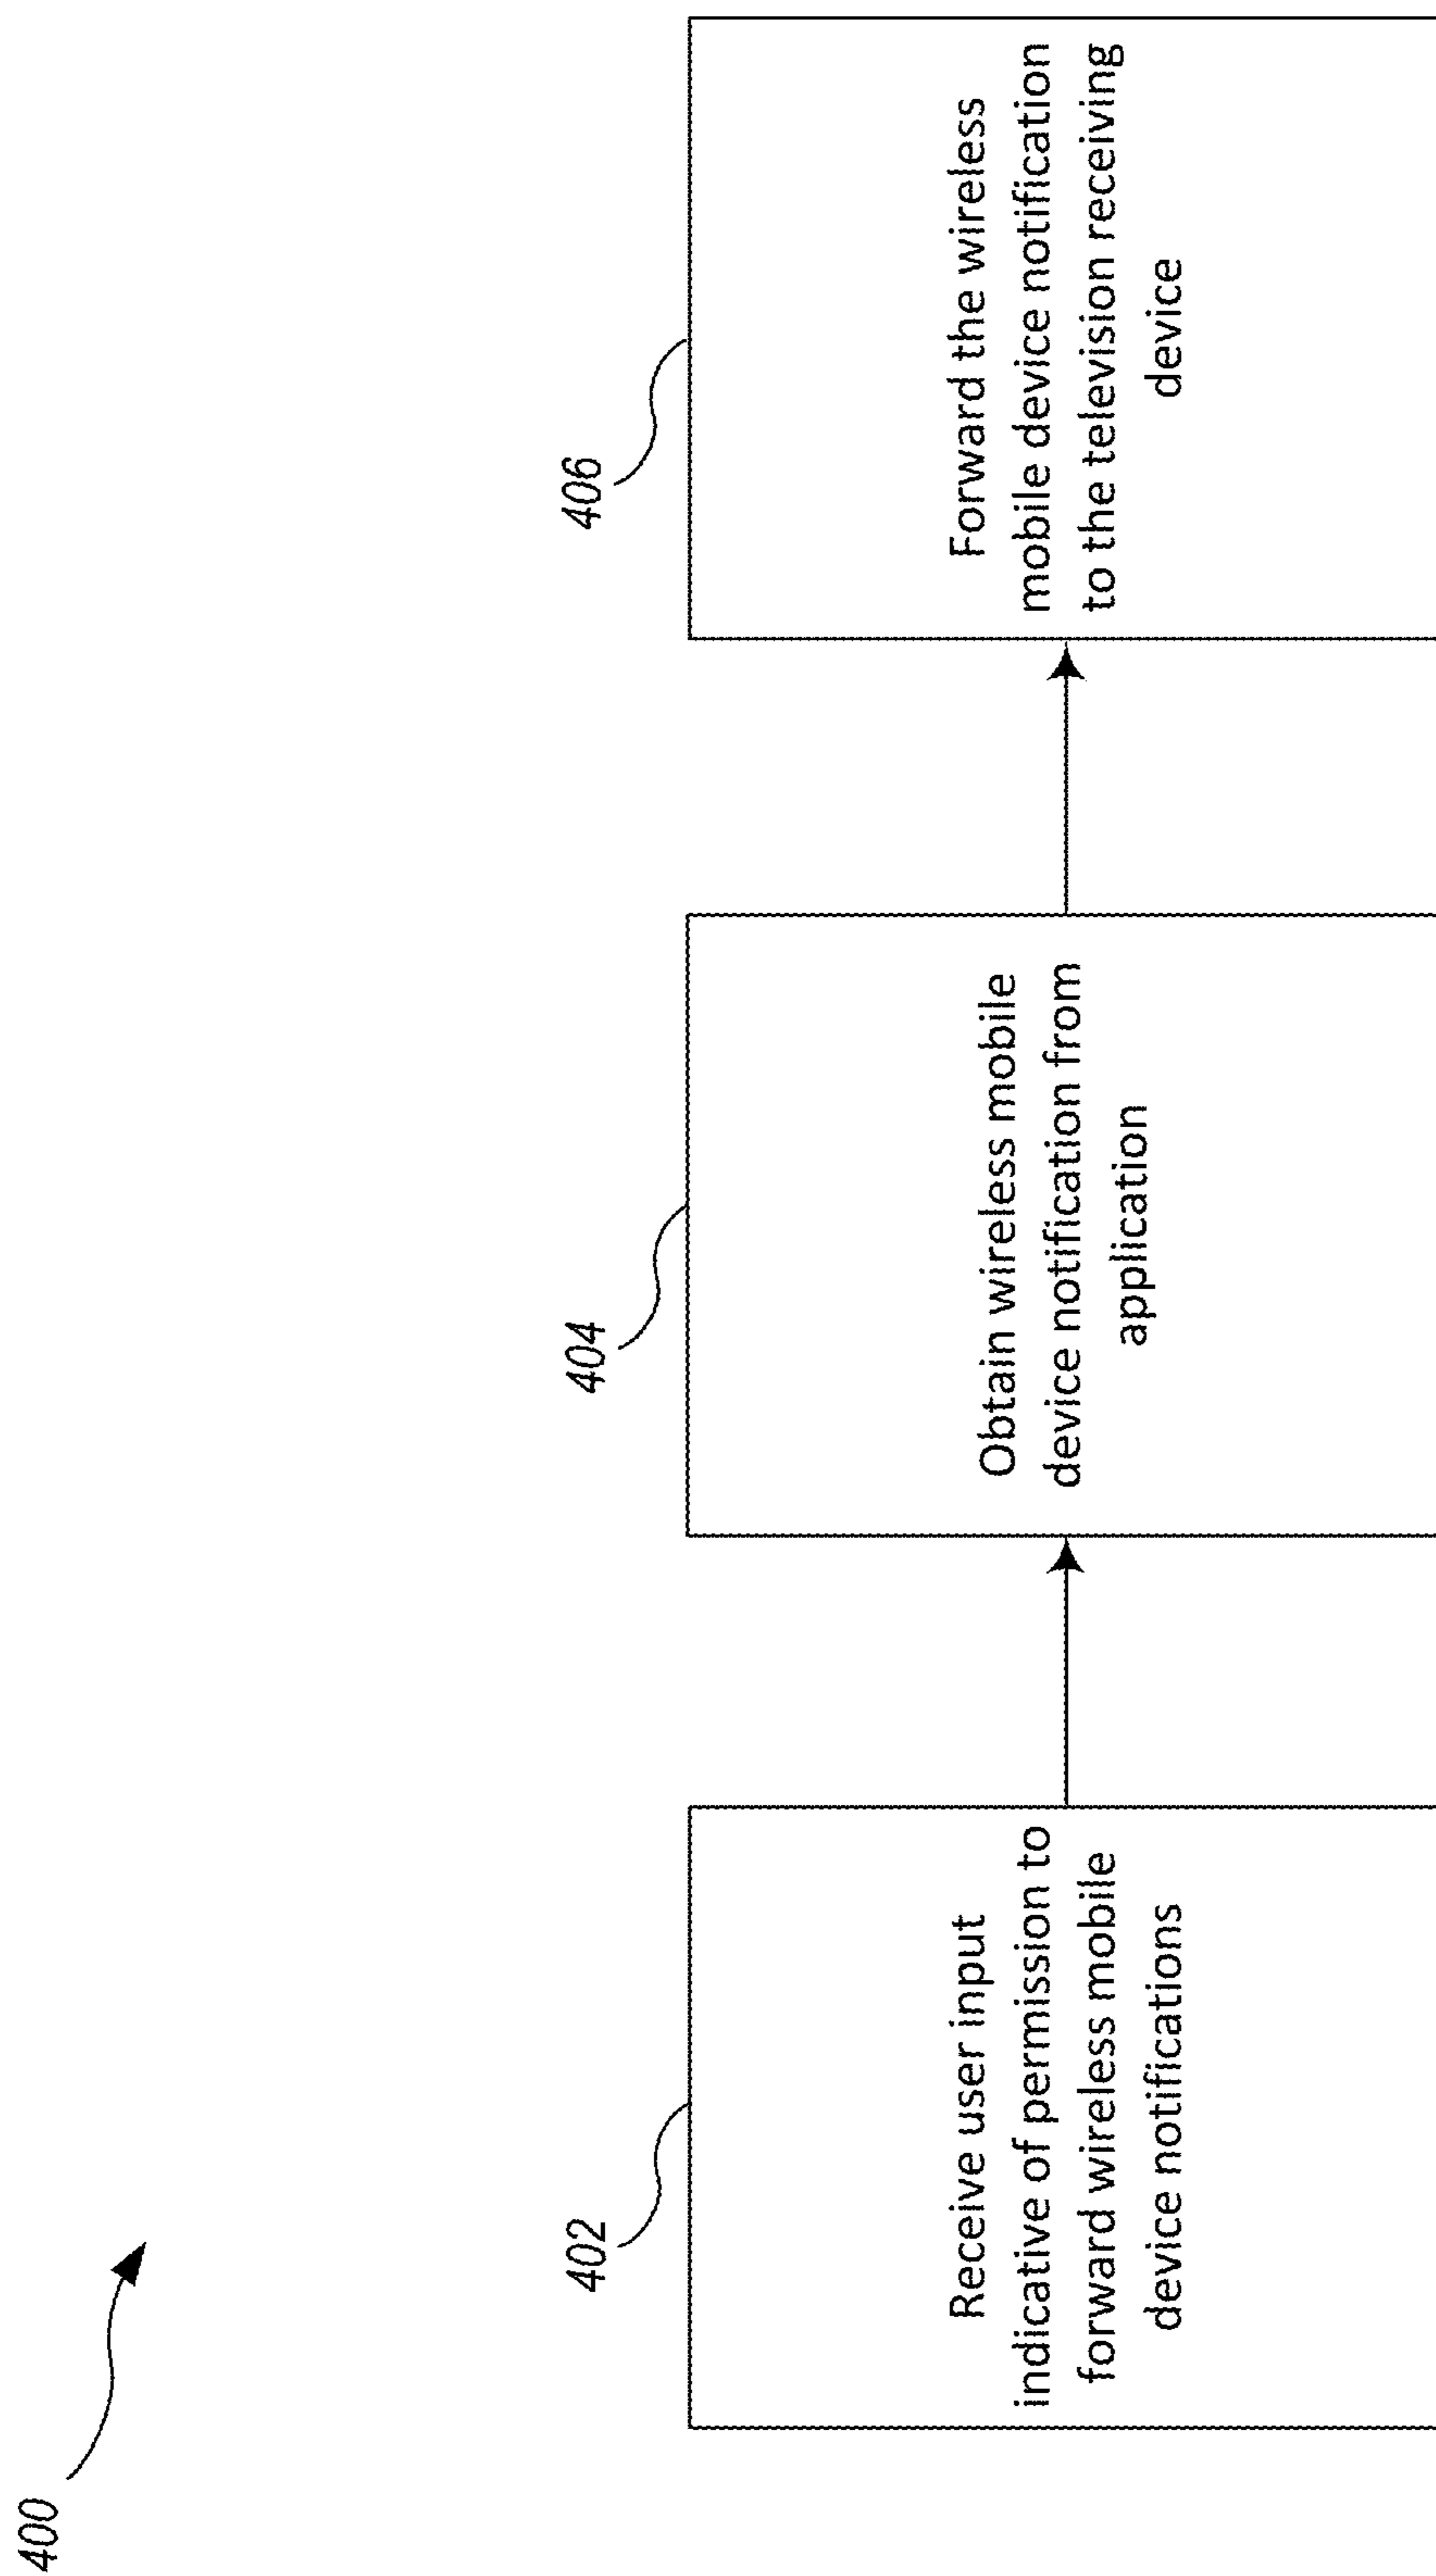 400
402
Receive user input
indicative of permission to
forward wireless mobile
device notifications
404
Obtain wireless mobile
device notification from
application
406
Forward the wireless
mobile device notification
to the television receiving
device